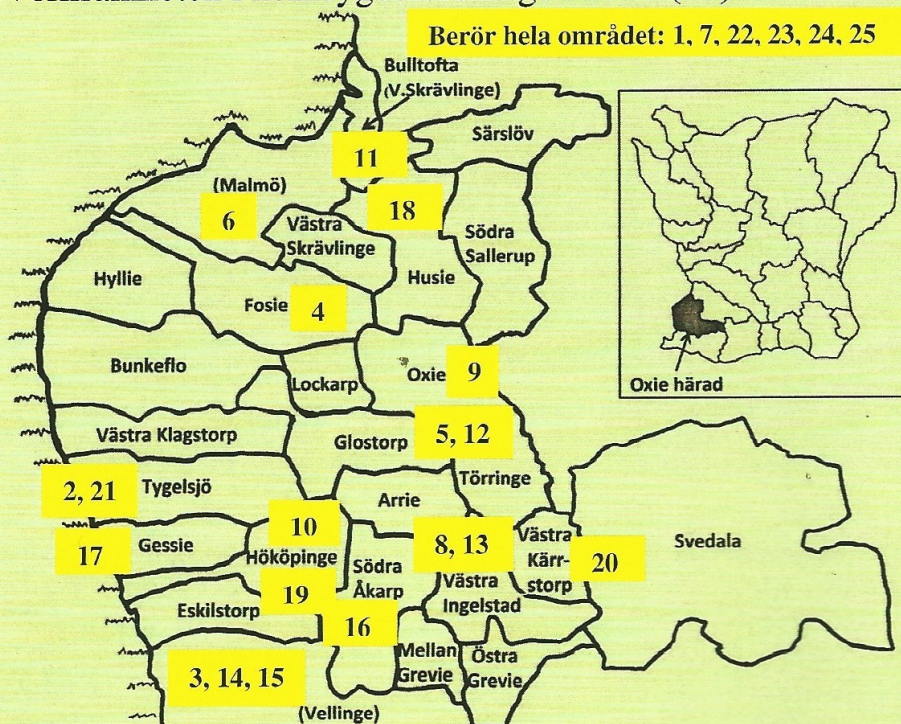 Berör hela området: 1, 7, 22, 23, 24, 25
Bulltofta
(V.Skrävlinge)
Särslöv
11
(Malmö)
6
18
Västra
Skrävlinge
Södra
Sallerup
Hyllie
Husie
Fosie
4
Oxie härad
Bunkeflo
Lockarp
Oxie
9
Västra Klagstorp
Glostorp
5, 12
2, 21
Tygelsjö
Arrie
Törringe
10
17
Gessie
Hököpinge
8, 13
Västra
Kärr-
storp
20
Svedala
Södra
Åkarp
Västra
Ingelstad
Eskilstorp
19
16
3, 14, 15
Mellan
Grevie
Östra
Grevie
(Vellinge)